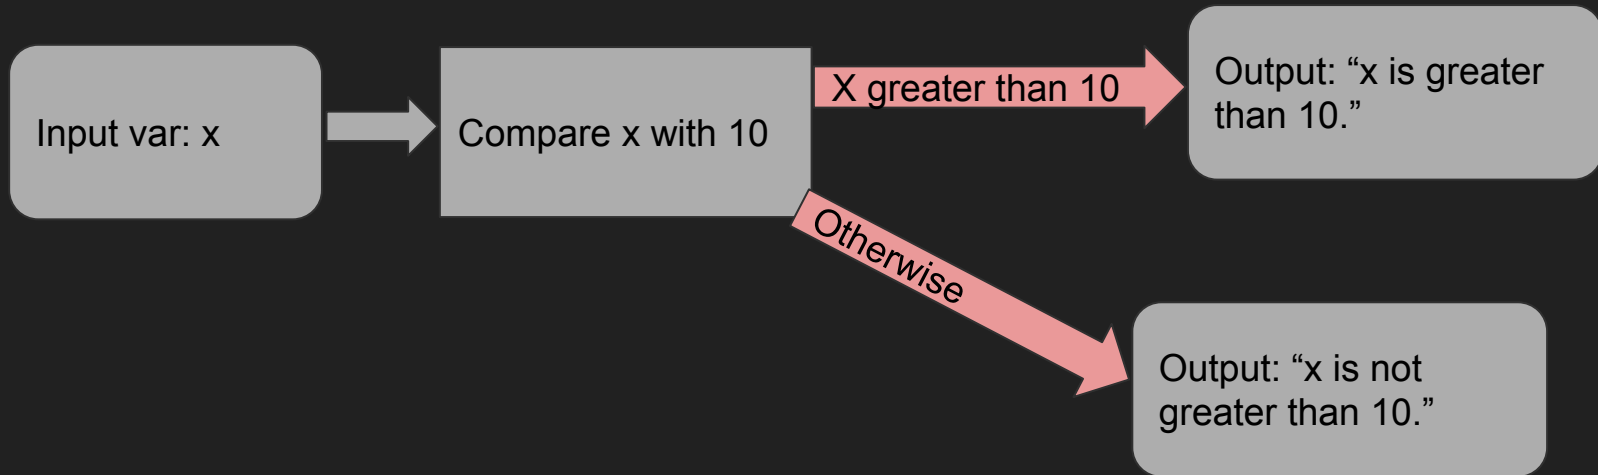 Input var: x
Compare x with 10
X greater than 10
Output: “x is greater
than 10.”
Otherwise
Output: “x is not
greater than 10.”